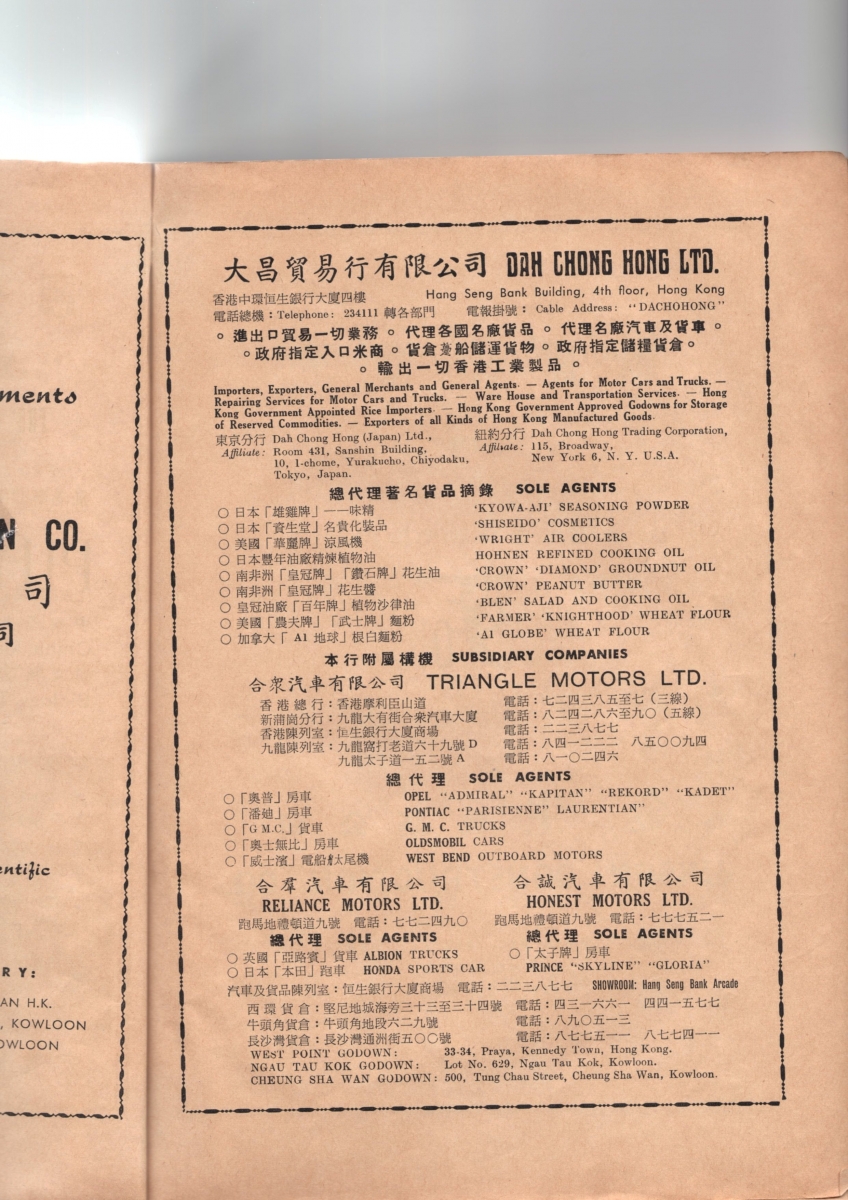 ments
N CO.
司
司
entific
RY:
AN H.K.
, KOWLOON
OWLOON
大昌貿易行有限公司 DAH CHONG HONG LTD.
香港中環恒生銀行大廈四樓 Hang Seng Bank Building, 4th floor, Hong Kong
電話總機：Telephone: 234111 轉各部門 電報掛號： Cable Address: "DACHOHONG"
。進出口貿易一切業務。代理各國名廠貨品。代理名廠汽車及貨車。
。政府指定入口米商。貨倉躉船儲運貨物。政府指定儲糧貨倉。
。輸出一切香港工業製品。
Importers, Exporters, General Merchants and General Agents. — Agents for Motor Cars and Trucks. —
Repairing Services for Motor Cars and Trucks. — Ware House and Transportation Services. — Hong
Kong Government Appointed Rice Importers. — Hong Kong Government Approved Godowns for Storage
of Reserved Commodities. — Exporters of all Kinds of Hong Kong Manufactured Goods.
東京分行 Dah Chong Hong (Japan) Ltd., 紐約分行 Dah Chong Hong Trading Corporation,
Affiliate: Room 431, Sanshin Building. Affiliate: 115, Broadway,
10, 1-chome, Yurakucho, Chiyodaku, New York 6, N. Y. U.S.A.
Tokyo, Japan.
總代理著名貨品摘錄 SOLE AGENTS
○日本「雄雞牌」——味精 'KYOWA-AJI' SEASONING POWDER
○日本「資生堂」名貴化裝品 'SHISEIDO' COSMETICS
○美國「華麗牌」涼風機 'WRIGHT' AIR COOLERS
○日本豐年油廠精煉植物油 HOHNEN REFINED COOKING OIL
○南非洲「皇冠牌」「鑽石牌」花生油 'CROWN' 'DIAMOND' GROUNDNUT OIL
○南非洲「皇冠牌」花生醬 'CROWN' PEANUT BUTTER
○皇冠油廠「百年牌」植物沙律油 'BLEN' SALAD AND COOKING OIL
○美國「農夫牌」「武士牌」麵粉 'FARMER' 'KNIGHTHOOD' WHEAT FLOUR
○加拿大「A1 地球」根白麵粉 'A1 GLOBE' WHEAT FLOUR
本行附屬構機 SUBSIDIARY COMPANIES
合衆汽車有限公司 TRIANGLE MOTORS LTD.
香港總行：香港摩利臣山道 電話：七二四三八五至七（三線）
新蒲崗分行：九龍大有街合衆汽車大廈 電話：八二四二八六至九〇（五線）
香港陳列室：恒生銀行大廈商場 電話：二二三八七七
九龍陳列室：九龍窩打老道六十九號D 電話：八四一二二二 八五〇〇九四
九龍太子道一五二號A 電話：八一〇二四六
總代理 SOLE AGENTS
○「奧普」房車 OPEL "ADMIRAL" "KAPITAN" "REKORD" "KADET"
○「潘廸」房車 PONTIAC "PARISIENNE" LAURENTIAN"
○「G M.C.」貨車 G. M. C. TRUCKS
○「奧士無比」房車 OLDSMOBIL CARS
○「威士濱」電船𢃇尾機 WEST BEND OUTBOARD MOTORS
合羣汽車有限公司 合誠汽車有限公司
RELIANCE MOTORS LTD. HONEST MOTORS LTD.
跑馬地禮頓道九號 電話：七七二四九〇 跑馬地禮頓道九號 電話：七七七五二一
總代理 SOLE AGENTS 總代理 SOLE AGENTS
○英國「亞路賓」貨車 ALBION TRUCKS ○「太子牌」房車
○日本「本田」跑車 HONDA SPORTS CAR PRINCE "SKYLINE" "GLORIA"
汽車及貨品陳列室：恒生銀行大廈商場 電話：二二三八七七 SHOWROOM: Hang Seng Bank Arcade
西環貨倉：堅尼地城海旁三十三至三十四號 電話：四三一六六一 四四一五七七
牛頭角貨倉：牛頭角地段六二九號 電話：八九〇五一三
長沙灣貨倉：長沙灣通洲街五〇〇號 電話：八七七五一一 八七七四一一
WEST POINT GODOWN: 33-34, Praya, Kennedy Town, Hong Kong.
NGAU TAU KOK GODOWN: Lot No. 629, Ngau Tau Kok, Kowloon.
CHEUNG SHA WAN GODOWN: 500, Tung Chau Street, Cheung Sha Wan, Kowloon.